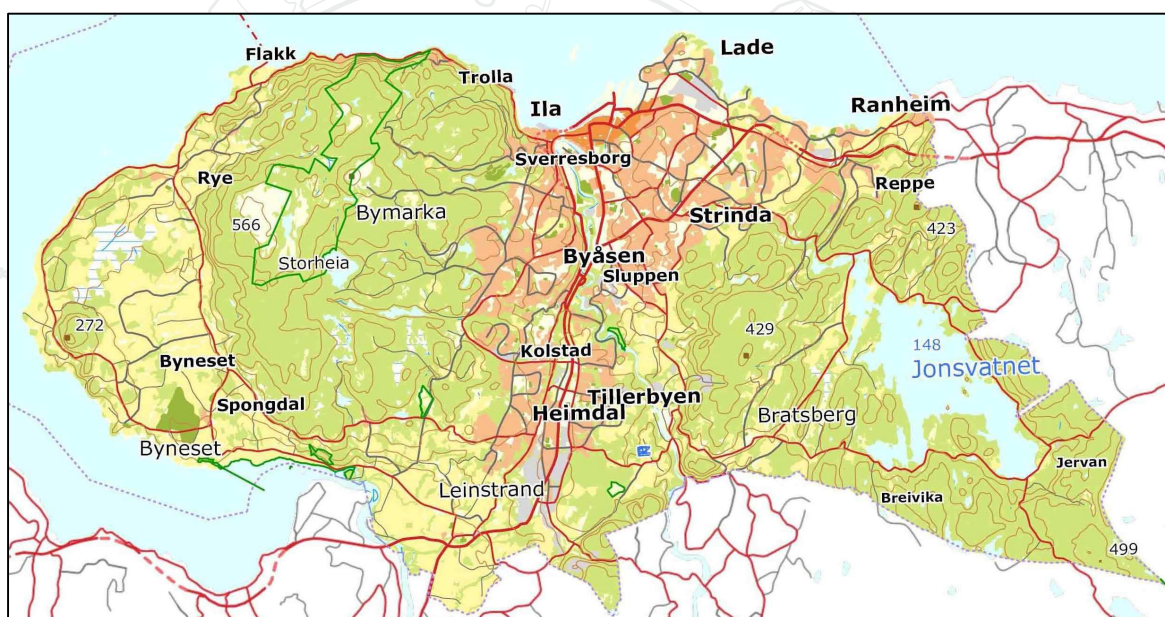 Lade
Flakk
Trolla
Ila
Ranheim
Sverresborg
Rye
Reppe
566
Bymarka
Strinda
423
Storheia
Byåsen
Sluppen
272
429
148
Kolstad
Jonsvatnet
Byneset
Spongdal
Tillerbyen
Heimdal
Bratsberg
Byneset
Jervan
Leinstrand
Breivika
499